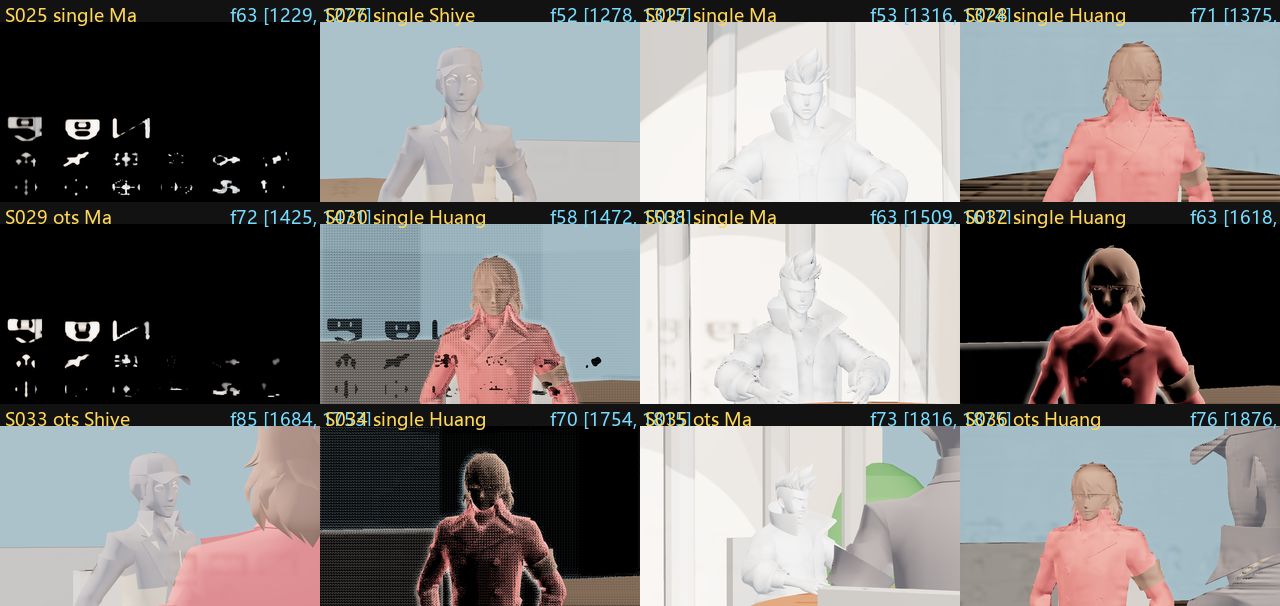 S025 single Ma f63 [1229,
S026 single Shiye f52 [1278,
S027 single Ma f53 [1316,
S028 single Huang f71 [1375,
S029 ots Ma f72 [1425,
S030 single Huang f58 [1472,
S031 single Ma f63 [1509,
S032 single Huang f63 [1618,
S033 ots Shiye f85 [1684,
S034 single Huang f70 [1754,
S035 ots Ma f73 [1816,
S036 ots Huang f76 [1876,